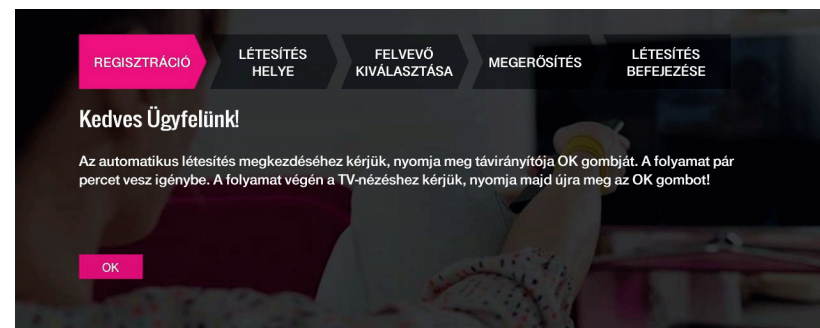 REGISZTRÁCIÓ
LÉTESÍTÉS
HELYE
FELVEVŐ
KIVÁLASZTÁSA
MEGERŐSÍTÉS
LÉTESÍTÉS
BEFEJEZÉSE
Kedves Ügyfelünk!
Az automatikus létesítés megkezdéséhez kérjük, nyomja meg távirányítója OK gombját. A folyamat pár
percet vesz igénybe. A folyamat végén a TV-nézéshez kérjük, nyomja majd újra meg az OK gombot!
OK